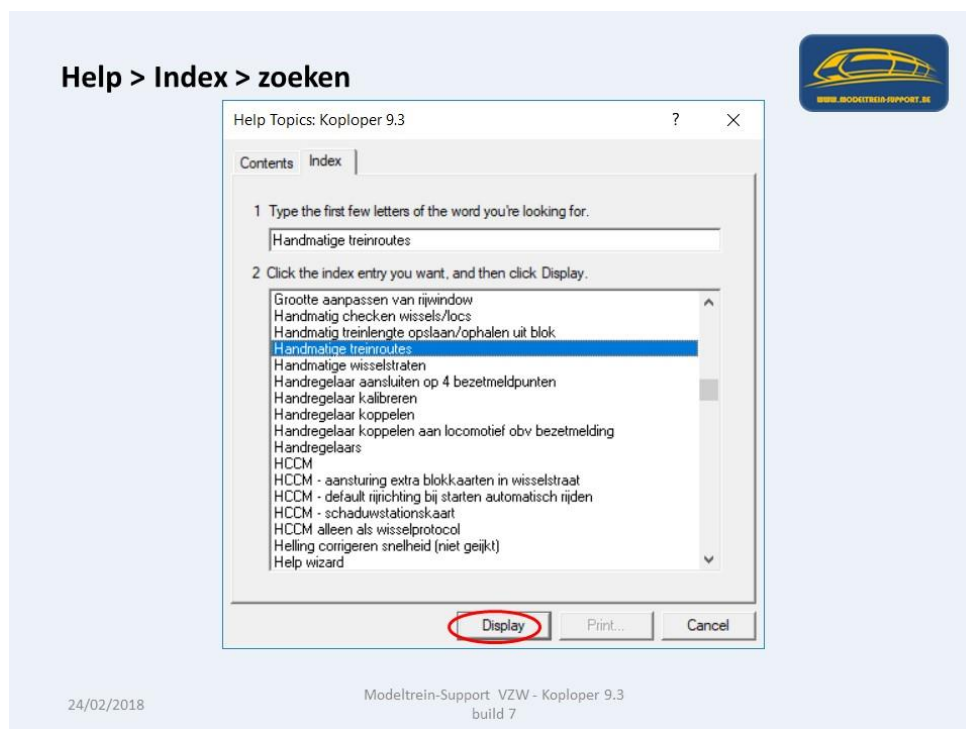 Help > Index > zoeken
WWW.MODELTREIN-SUPPORT.BE
Help Topics: Koploper 9.3 ? ×
Contents Index
1 Type the first few letters of the word you're looking for.
Handmatige treinroutes
2 Click the index entry you want, and then click Display.
Grootte aanpassen van rijwindow
Handmatig checken wissels/locs
Handmatig treinlengte opslaan/ophalen uit blok
Handmatige treinroutes
Handmatige wisselstraten
Handregelaar aansluiten op 4 bezetmeldpunten
Handregelaar kalibreren
Handregelaar koppelen
Handregelaar koppelen aan locomotief obv bezetmelding
Handregelaars
HCCM
HCCM - aansturing extra blokkaarten in wisselstraat
HCCM - default rijrichting bij starten automatisch rijden
HCCM - schaduwstationskaart
HCCM alleen als wisselprotocol
Helling corrigeren snelheid (niet geijkt)
Help wizard
Display Print... Cancel
24/02/2018
Modeltrein-Support VZW - Koploper 9.3
build 7